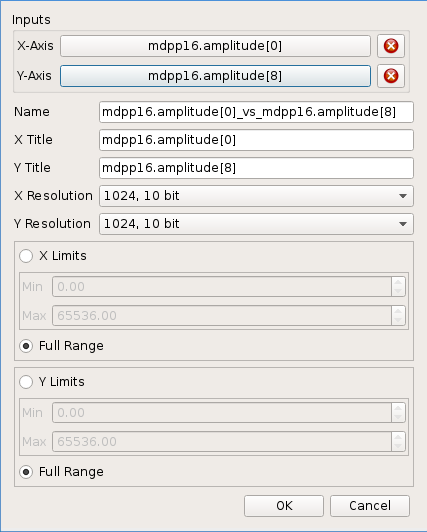 Inputs
X-Axis mdpp16.amplitude[0]
Y-Axis mdpp16.amplitude[8]
Name mdpp16.amplitude[0]_vs_mdpp16.amplitude[8]
X Title mdpp16.amplitude[0]
Y Title mdpp16.amplitude[8]
X Resolution 1024, 10 bit
Y Resolution 1024, 10 bit
X Limits
Min 0.00
Max 65536.00
Full Range
Y Limits
Min 0.00
Max 65536.00
Full Range
OK Cancel